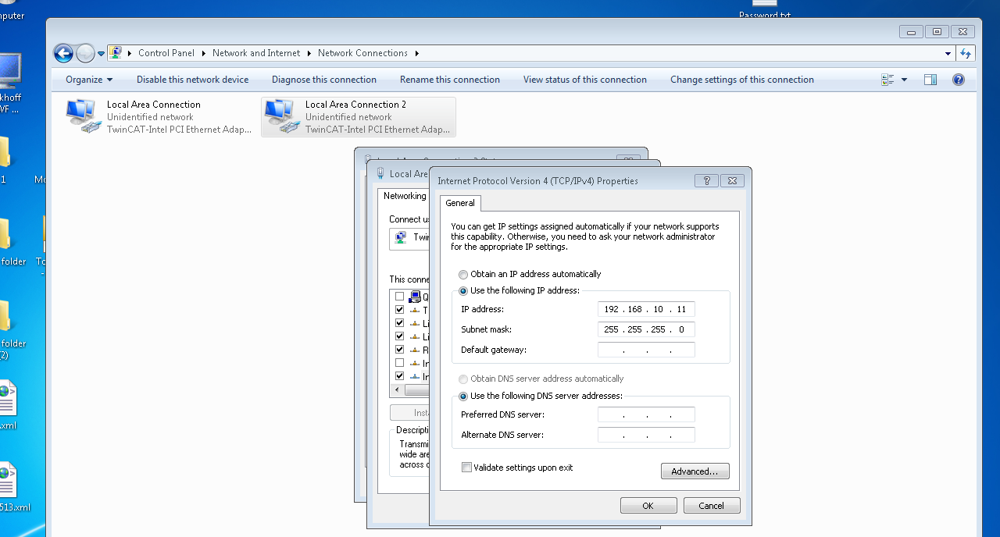 mputer
Password.txt
Control Panel Network and Internet Network Connections
Organize Disable this network device Diagnose this connection Rename this connection View status of this connection Change settings of this connection
khoff
VF ...
Local Area Connection
Unidentified network
TwinCAT-Intel PCI Ethernet Adap...
Local Area Connection 2
Unidentified network
TwinCAT-Intel PCI Ethernet Adap...
1
Mo
folder
To
-
folder
(2)
.xml
513.xml
Local Are
Networking
Connect us
Twin
This conne
Q
T
Li
Li
R
In
In
Insta
Descripti
Transmi
wide are
across d
Internet Protocol Version 4 (TCP/IPv4) Properties
General
You can get IP settings assigned automatically if your network supports
this capability. Otherwise, you need to ask your network administrator
for the appropriate IP settings.
Obtain an IP address automatically
Use the following IP address:
IP address: 192 . 168 . 10 . 11
Subnet mask: 255 . 255 . 255 . 0
Default gateway: . . .
Obtain DNS server address automatically
Use the following DNS server addresses:
Preferred DNS server: . . .
Alternate DNS server: . . .
Validate settings upon exit
Advanced...
OK Cancel